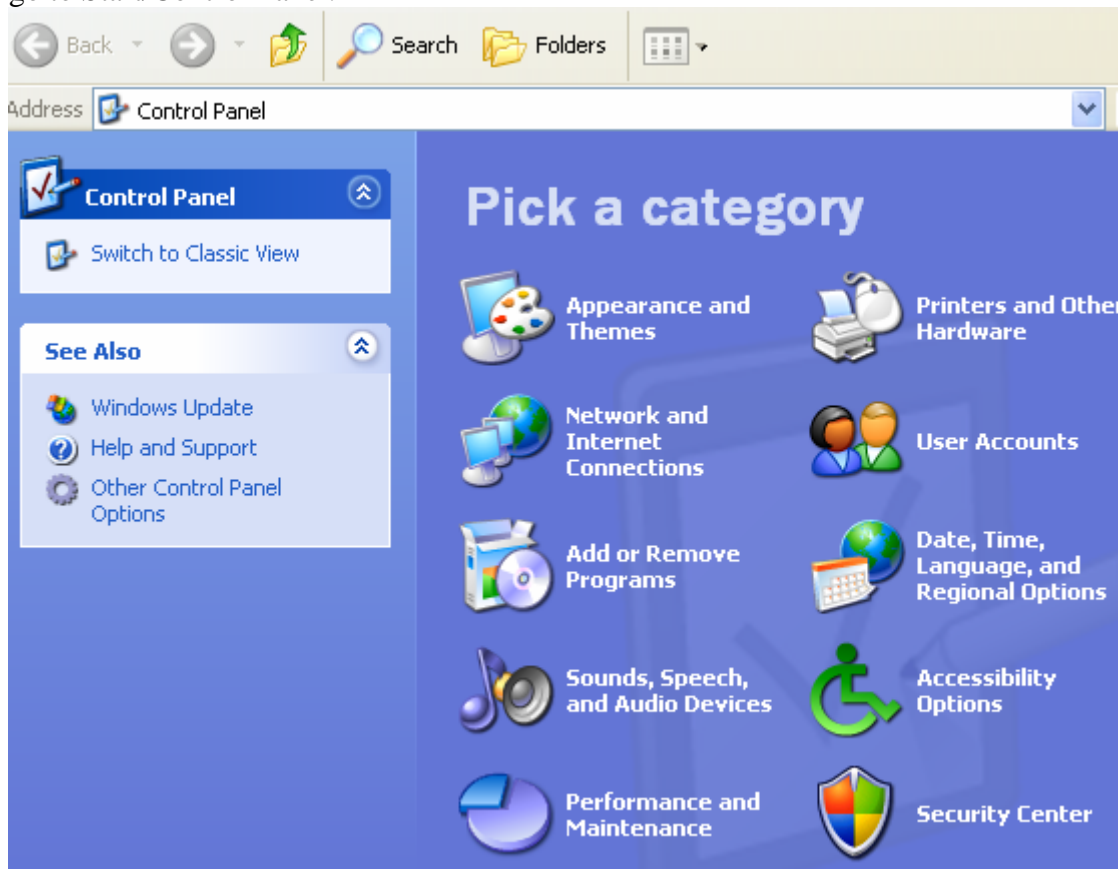 Back
Search
Folders
Address
Control Panel
Control Panel
Switch to Classic View
See Also
Windows Update
Help and Support
Other Control Panel
Options
Pick a category
Appearance and
Themes
Printers and Other
Hardware
Network and
Internet
Connections
User Accounts
Add or Remove
Programs
Date, Time,
Language, and
Regional Options
Sounds, Speech,
and Audio Devices
Accessibility
Options
Performance and
Maintenance
Security Center